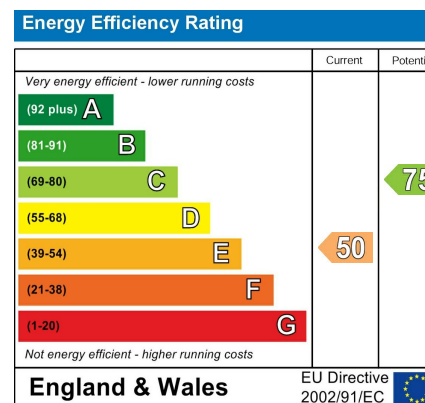 Energy Efficiency Rating
Current Potenti
Very energy efficient - lower running costs
(92 plus) A
(81-91) B
(69-80) C
75
(55-68) D
(39-54) E
50
(21-38) F
(1-20) G
Not energy efficient - higher running costs
England & Wales
EU Directive
2002/91/EC